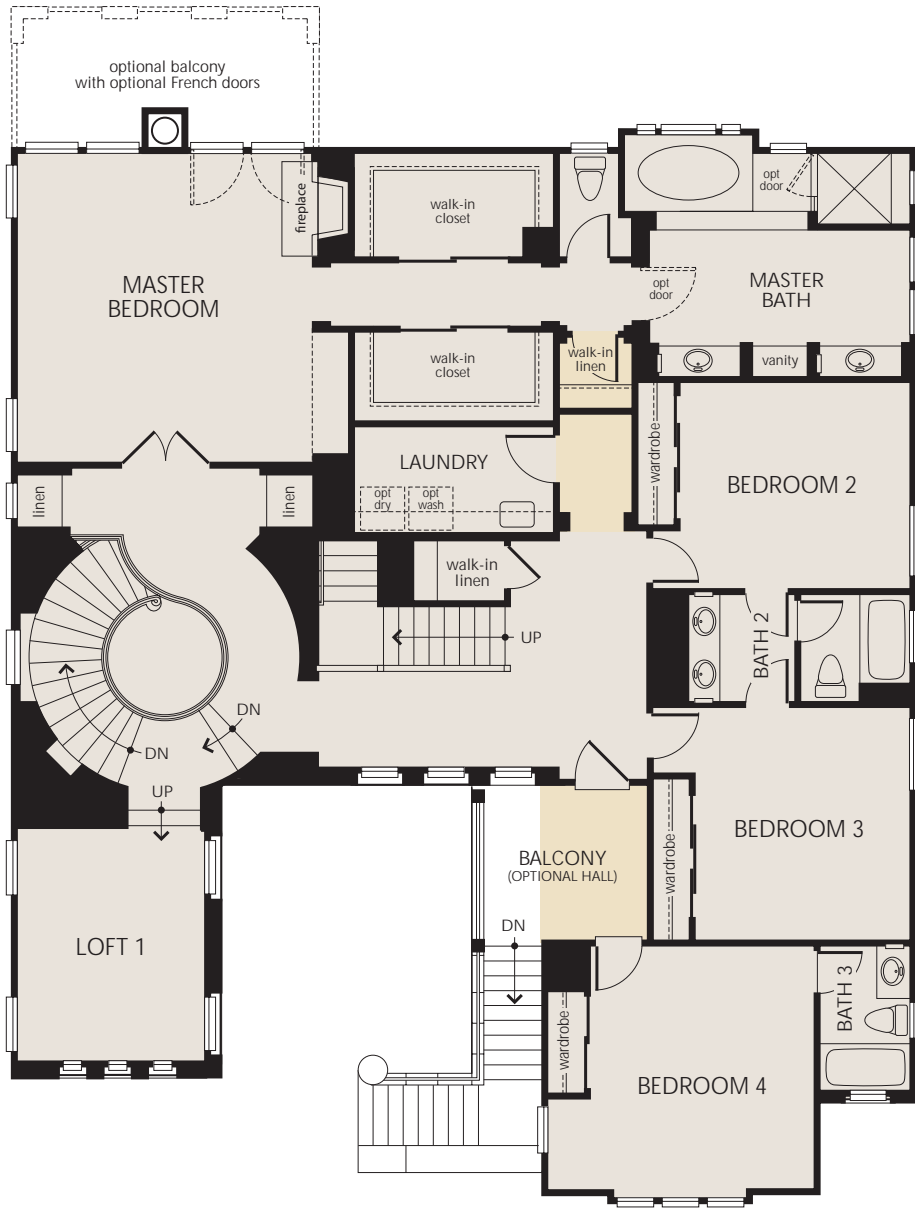 optional balcony
with optional French doors
fireplace
walk-in
closet
opt
door
MASTER
BEDROOM
opt
door
MASTER
BATH
walk-in
closet
walk-in
linen
vanity
wardrobe
LAUNDRY
BEDROOM 2
linen
linen
opt
dry
opt
wash
walk-in
linen
UP
BATH 2
DN
DN
UP
BEDROOM 3
wardrobe
BALCONY
(OPTIONAL HALL)
DN
LOFT 1
BATH 3
wardrobe
BEDROOM 4